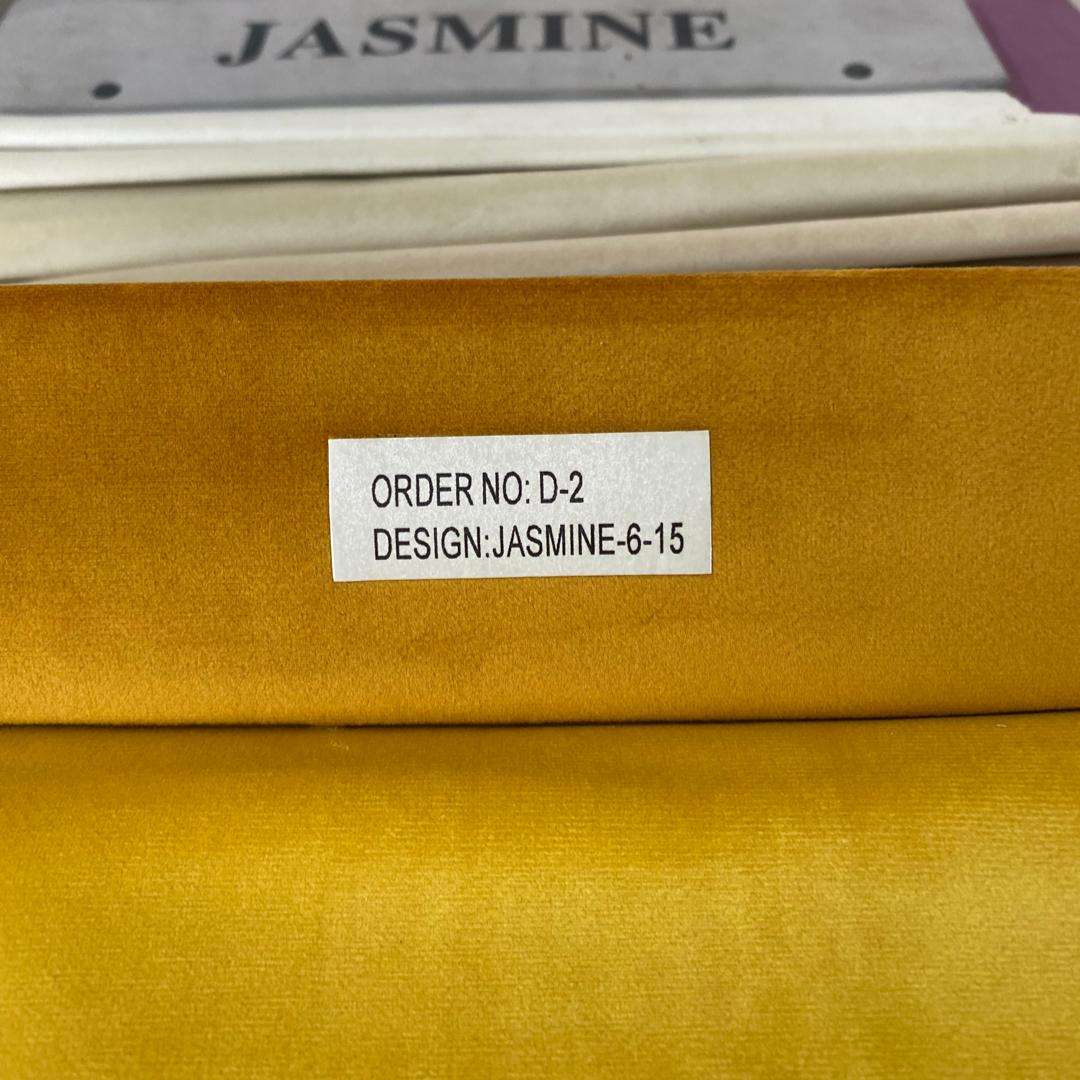 JASMINE
ORDER NO: D-2
DESIGN:JASMINE-6-15